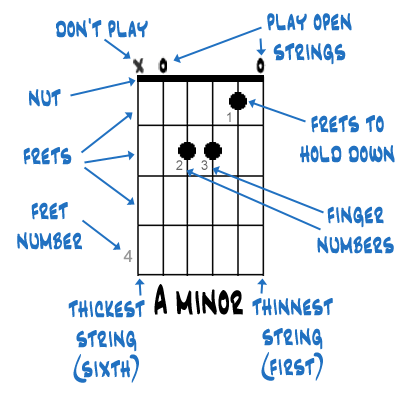 DON'T PLAY
PLAY OPEN
STRINGS
x o o
NUT
1
FRETS TO
HOLD DOWN
FRETS
2 3
FRET
NUMBER
FINGER
NUMBERS
4
THICKEST
STRING
(SIXTH)
A MINOR
THINNEST
STRING
(FIRST)